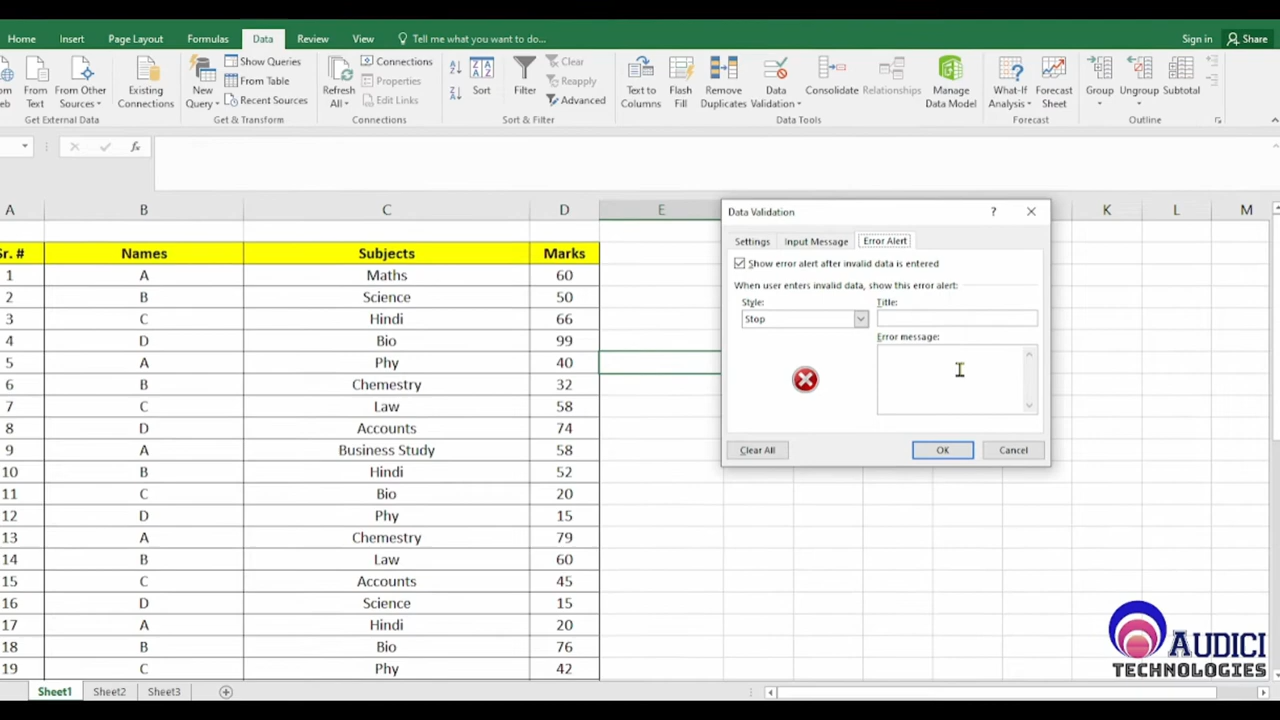 Home Insert Page Layout Formulas Data Review View Tell me what you want to do... Sign in Share
From Text
From Other Sources
Existing Connections
New Query
Show Queries
From Table
Recent Sources
Refresh All
Connections
Properties
Edit Links
Sort
Filter
Clear
Reapply
Advanced
Text to Columns
Flash Fill
Remove Duplicates
Data Validation
Consolidate
Relationships
Manage Data Model
What-If Analysis
Forecast Sheet
Group
Ungroup
Subtotal
Get External Data Get & Transform Connections Sort & Filter Data Tools Forecast Outline
fx
A B C D E K L M
Sr. # Names Subjects Marks
1 A Maths 60
2 B Science 50
3 C Hindi 66
4 D Bio 99
5 A Phy 40
6 B Chemestry 32
7 C Law 58
8 D Accounts 74
9 A Business Study 58
10 B Hindi 52
11 C Bio 20
12 D Phy 15
13 A Chemestry 79
14 B Law 60
15 C Accounts 45
16 D Science 15
17 A Hindi 20
18 B Bio 76
19 C Phy 42
Data Validation ?
Settings Input Message Error Alert
Show error alert after invalid data is entered
When user enters invalid data, show this error alert:
Style: Title:
Stop
Error message:
Clear All OK Cancel
AUDICI
TECHNOLOGIES
Sheet1 Sheet2 Sheet3